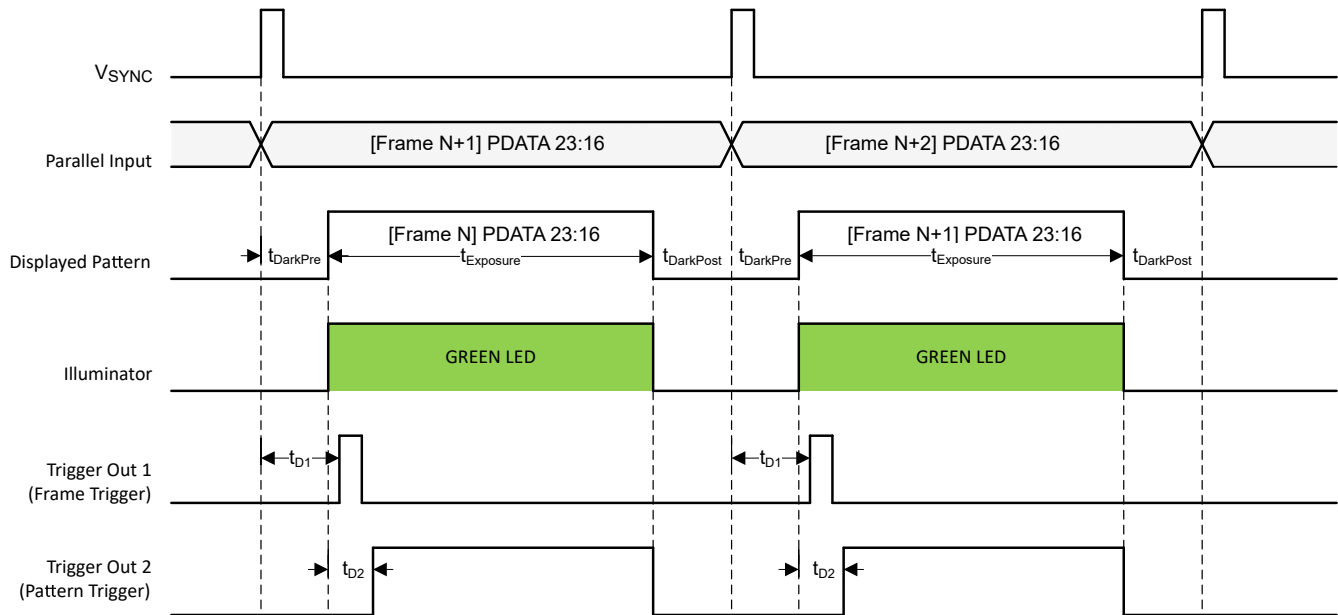 VSYNC
Parallel Input
[Frame N+1] PDATA 23:16
[Frame N+2] PDATA 23:16
Displayed Pattern
[Frame N] PDATA 23:16
[Frame N+1] PDATA 23:16
tDarkPre
tExposure
tDarkPost
tDarkPre
tExposure
tDarkPost
Illuminator
GREEN LED
GREEN LED
Trigger Out 1
(Frame Trigger)
tD1
tD1
Trigger Out 2
(Pattern Trigger)
tD2
tD2